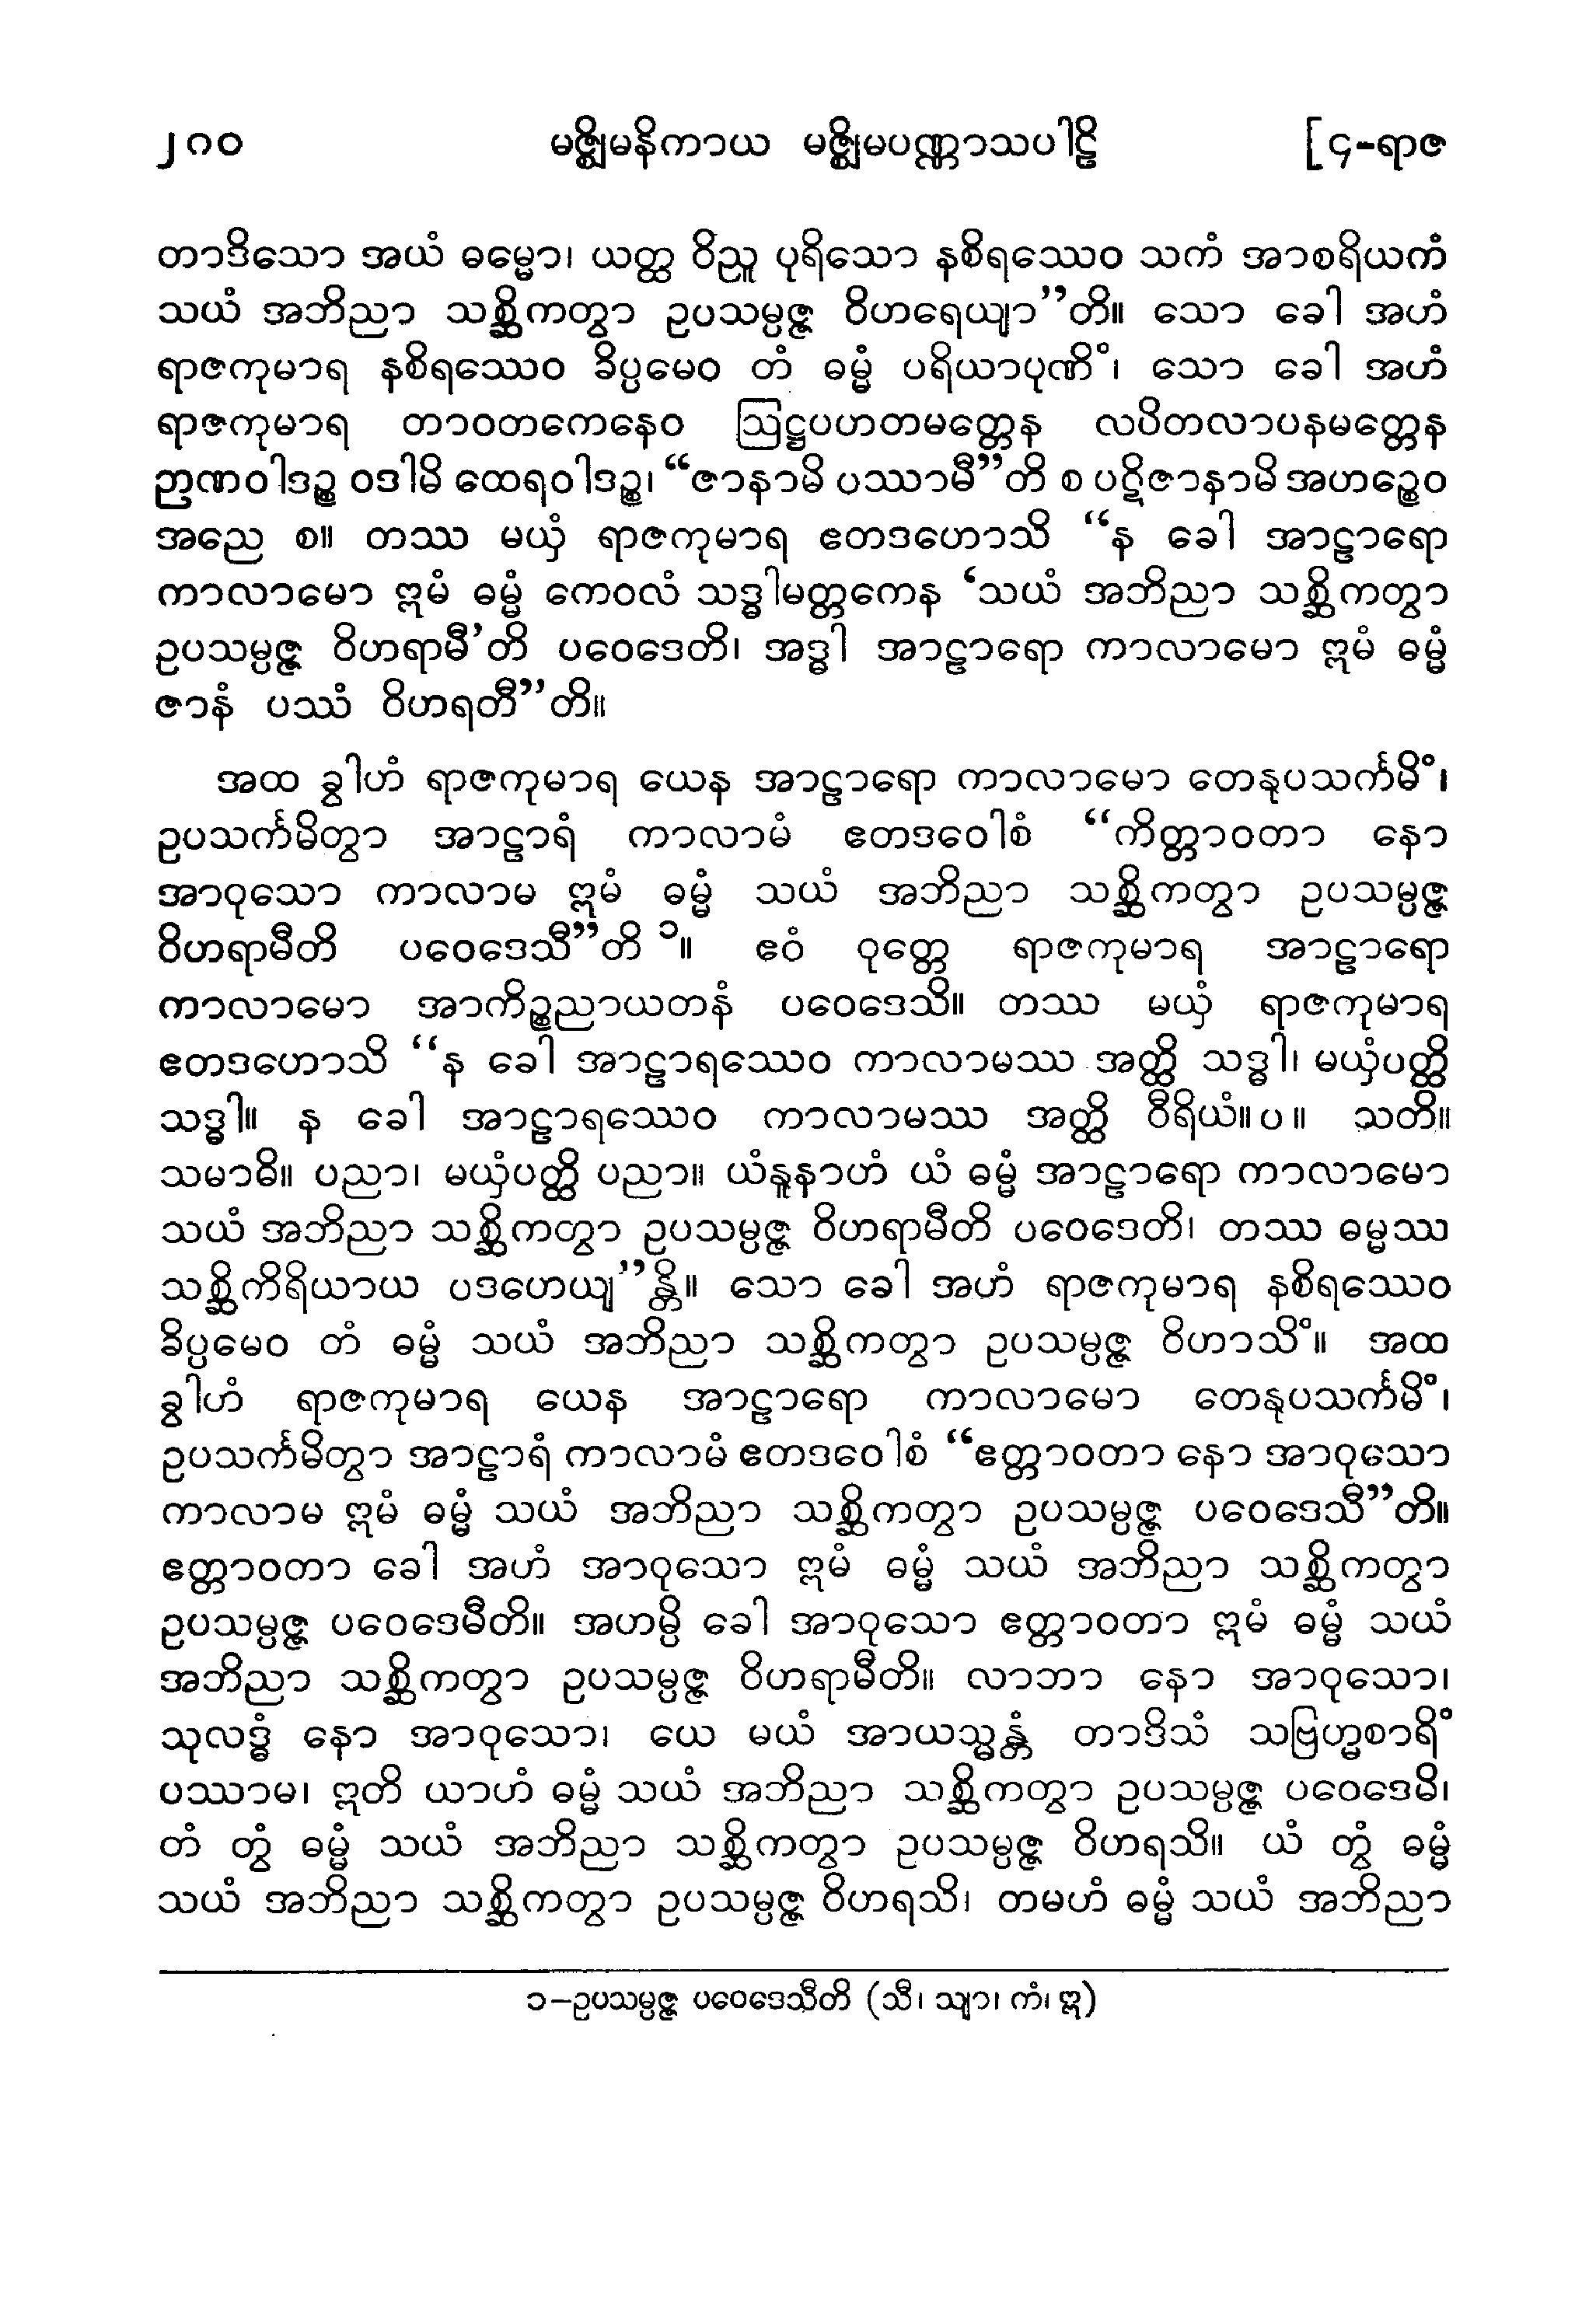 ၂၈၀ မဇ္ဈိမနိကာယ မဇ္ဈိမပဏ္ဏာသပါဠိ [၄-ရာဇ
တာဒိသော အယံ ဓမ္မော၊ ယတ္ထ ဝိညူ ပုရိသော နစိရဿေဝ သကံ အာစရိယကံ
သယံ အဘိညာ သစ္ဆိကတွာ ဥပသမ္ပဇ္ဇ ဝိဟရေယျာ”တိ။ သော ခေါ အဟံ
ရာဇကုမာရ နစိရဿေဝ ခိပ္ပမေဝ တံ ဓမ္မံ ပရိယာပုဏိံ၊ သော ခေါ အဟံ
ရာဇကုမာရ တာဝတကေနေဝ ဩဋ္ဌပဟတမတ္တေန လပိတလာပနမတ္တေန
ဉာဏဝါဒဉ္စ ဝဒါမိ ထေရဝါဒဉ္စ၊ “ဇာနာမိ ပဿာမီ”တိ စ ပဋိဇာနာမိ အဟဉ္စေဝ
အညေ စ။ တဿ မယှံ ရာဇကုမာရ ဧတဒဟောသိ “န ခေါ အာဠာရော
ကာလာမော ဣမံ ဓမ္မံ ကေဝလံ သဒ္ဓါမတ္တကေန ‘သယံ အဘိညာ သစ္ဆိကတွာ
ဥပသမ္ပဇ္ဇ ဝိဟရာမီ’တိ ပဝေဒေတိ၊ အဒ္ဓါ အာဠာရော ကာလာမော ဣမံ ဓမ္မံ
ဇာနံ ပဿံ ဝိဟရတီ”တိ။
အထ ခွါဟံ ရာဇကုမာရ ယေန အာဠာရော ကာလာမော တေနုပသင်္ကမိံ၊
ဥပသင်္ကမိတွာ အာဠာရံ ကာလာမံ ဧတဒဝေါစံ “ကိတ္တာဝတာ နော
အာဝုသော ကာလာမ ဣမံ ဓမ္မံ သယံ အဘိညာ သစ္ဆိကတွာ ဥပသမ္ပဇ္ဇ
ဝိဟရာမီတိ ပဝေဒေသီ”တိ ၁။ ဧဝံ ဝုတ္တေ ရာဇကုမာရ အာဠာရော
ကာလာမော အာကိဉ္စညာယတနံ ပဝေဒေသိ။ တဿ မယှံ ရာဇကုမာရ
ဧတဒဟောသိ “န ခေါ အာဠာရဿေဝ ကာလာမဿ အတ္ထိ သဒ္ဓါ၊ မယှံပတ္ထိ
သဒ္ဓါ။ န ခေါ အာဠာရဿေဝ ကာလာမဿ အတ္ထိ ဝီရိယံ။ပ။ သတိ။
သမာဓိ။ ပညာ၊ မယှံပတ္ထိ ပညာ။ ယံနူနာဟံ ယံ ဓမ္မံ အာဠာရော ကာလာမော
သယံ အဘိညာ သစ္ဆိကတွာ ဥပသမ္ပဇ္ဇ ဝိဟရာမီတိ ပဝေဒေတိ၊ တဿ ဓမ္မဿ
သစ္ဆိကိရိယာယ ပဒဟေယျ”န္တိ။ သော ခေါ အဟံ ရာဇကုမာရ နစိရဿေဝ
ခိပ္ပမေဝ တံ ဓမ္မံ သယံ အဘိညာ သစ္ဆိကတွာ ဥပသမ္ပဇ္ဇ ဝိဟာသိံ။ အထ
ခွါဟံ ရာဇကုမာရ ယေန အာဠာရော ကာလာမော တေနုပသင်္ကမိံ၊
ဥပသင်္ကမိတွာ အာဠာရံ ကာလာမံ ဧတဒဝေါစံ “ဧတ္တာဝတာ နော အာဝုသော
ကာလာမ ဣမံ ဓမ္မံ သယံ အဘိညာ သစ္ဆိကတွာ ဥပသမ္ပဇ္ဇ ပဝေဒေသီ”တိ။
ဧတ္တာဝတာ ခေါ အဟံ အာဝုသော ဣမံ ဓမ္မံ သယံ အဘိညာ သစ္ဆိကတွာ
ဥပသမ္ပဇ္ဇ ပဝေဒေမီတိ။ အဟမ္ပိ ခေါ အာဝုသော ဧတ္တာဝတာ ဣမံ ဓမ္မံ သယံ
အဘိညာ သစ္ဆိကတွာ ဥပသမ္ပဇ္ဇ ဝိဟရာမီတိ။ လာဘာ နော အာဝုသော၊
သုလဒ္ဓံ နော အာဝုသော၊ ယေ မယံ အာယသ္မန္တံ တာဒိသံ သဗြဟ္မစာရိံ
ပဿာမ၊ ဣတိ ယာဟံ ဓမ္မံ သယံ အဘိညာ သစ္ဆိကတွာ ဥပသမ္ပဇ္ဇ ပဝေဒေမိ၊
တံ တွံ ဓမ္မံ သယံ အဘိညာ သစ္ဆိကတွာ ဥပသမ္ပဇ္ဇ ဝိဟရသိ။ ယံ တွံ ဓမ္မံ
သယံ အဘိညာ သစ္ဆိကတွာ ဥပသမ္ပဇ္ဇ ဝိဟရသိ၊ တမဟံ ဓမ္မံ သယံ အဘိညာ
၁-ဥပသမ္ပဇ္ဇ ပဝေဒေသီတိ (သီ၊ သျာ၊ ကံ၊ ဣ)